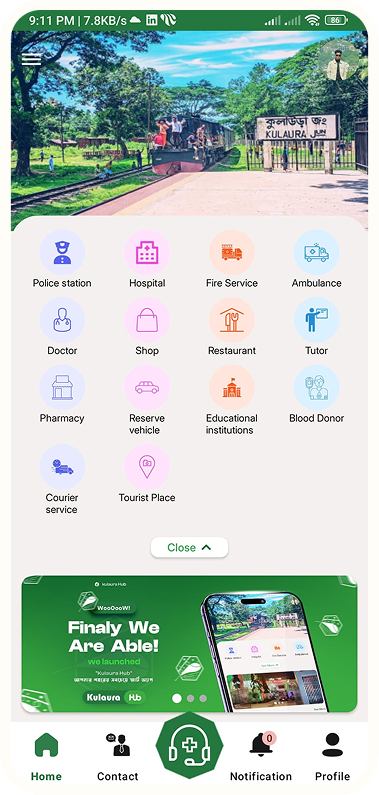 9:11 PM | 7.8KB/s
86
কুলাউড়া জং
KULAURA JUN
Police station
Hospital
Fire Service
Ambulance
Doctor
Shop
Restaurant
Tutor
Pharmacy
Reserve
vehicle
Educational
institutions
Blood Donor
Courier
service
Tourist Place
Close
kulaura Hub
WooOooW!
Finaly We
Are Able!
we launched
"Kulaura Hub"
Kulaura Hub
Home
Contact
0
Notification
Profile